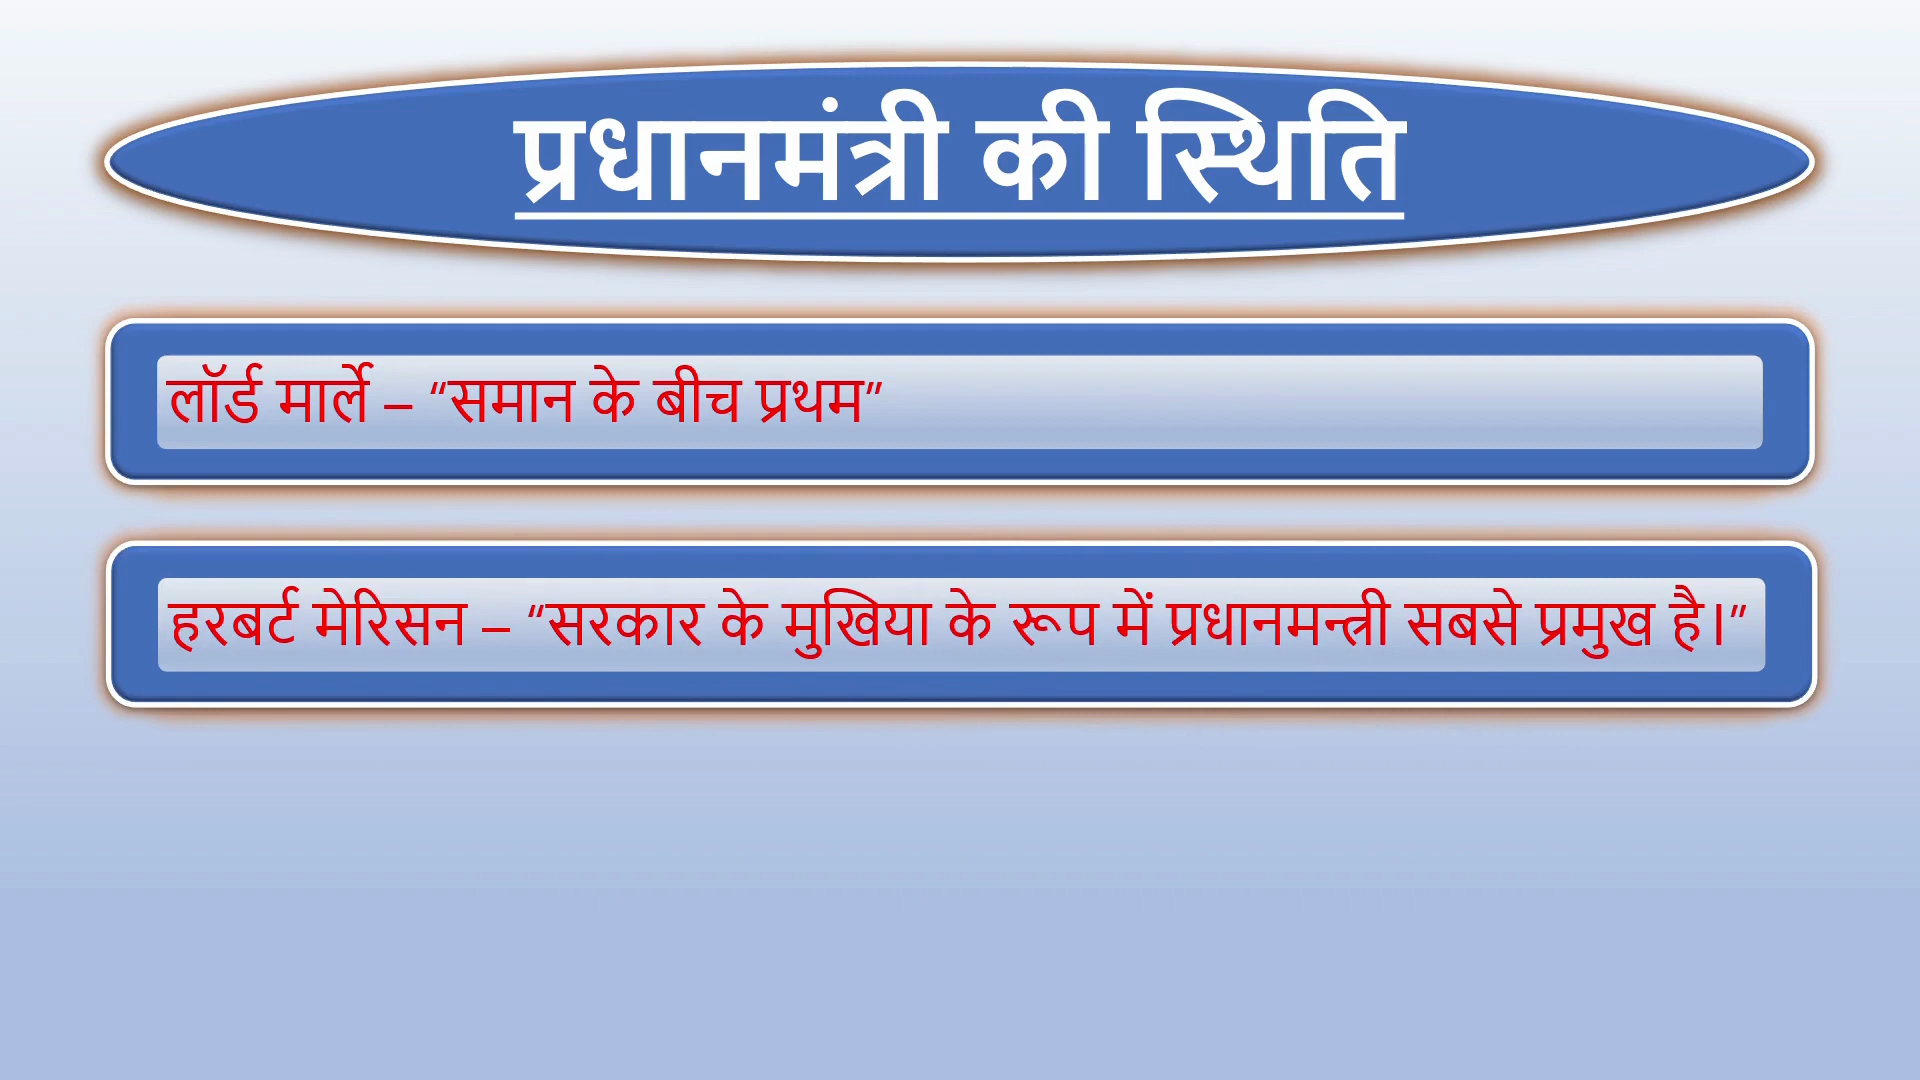 प्रधानमंत्री की स्थिति
लॉर्ड मार्ले – “समान के बीच प्रथम”
हरबर्ट मेरिसन – “सरकार के मुखिया के रूप में प्रधानमन्त्री सबसे प्रमुख है।”